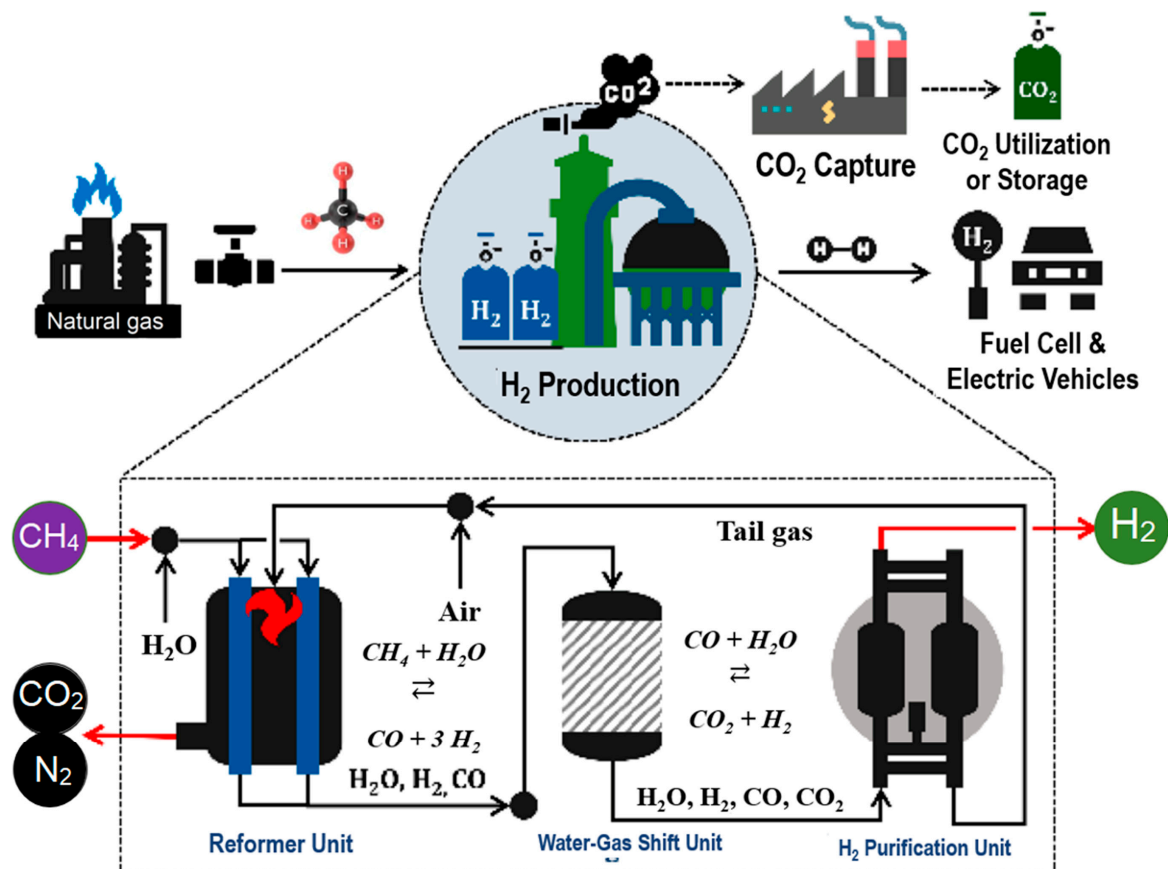 CO2
O-
CO₂
CO₂ Capture
CO₂ Utilization
or Storage
H
H
C
H
H
Natural gas
O- O-
H₂ H₂
H₂ Production
H-H
H₂
Fuel Cell &
Electric Vehicles
CH₄
H₂O
Air
Tail gas
H₂
CH₄ + H₂O
⇄
CO + 3 H₂
CO + H₂O
⇄
CO₂ + H₂
CO₂
N₂
H₂O, H₂, CO
H₂O, H₂, CO, CO₂
Reformer Unit
Water-Gas Shift Unit
H₂ Purification Unit